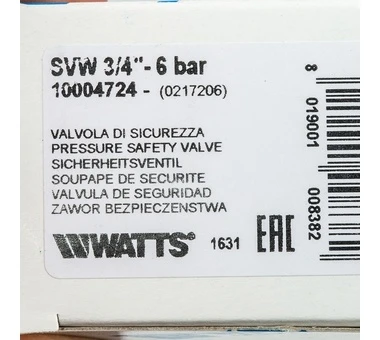 SVW 3/4" - 6 bar
10004724 - (0217206)
VALVOLA DI SICUREZZA
PRESSURE SAFETY VALVE
SICHERHEITSVENTIL
SOUPAPE DE SECURITE
VALVULA DE SEGURIDAD
ZAWOR BEZPIECZENSTWA
WATTS® 1631 EAC
8 019001 008382